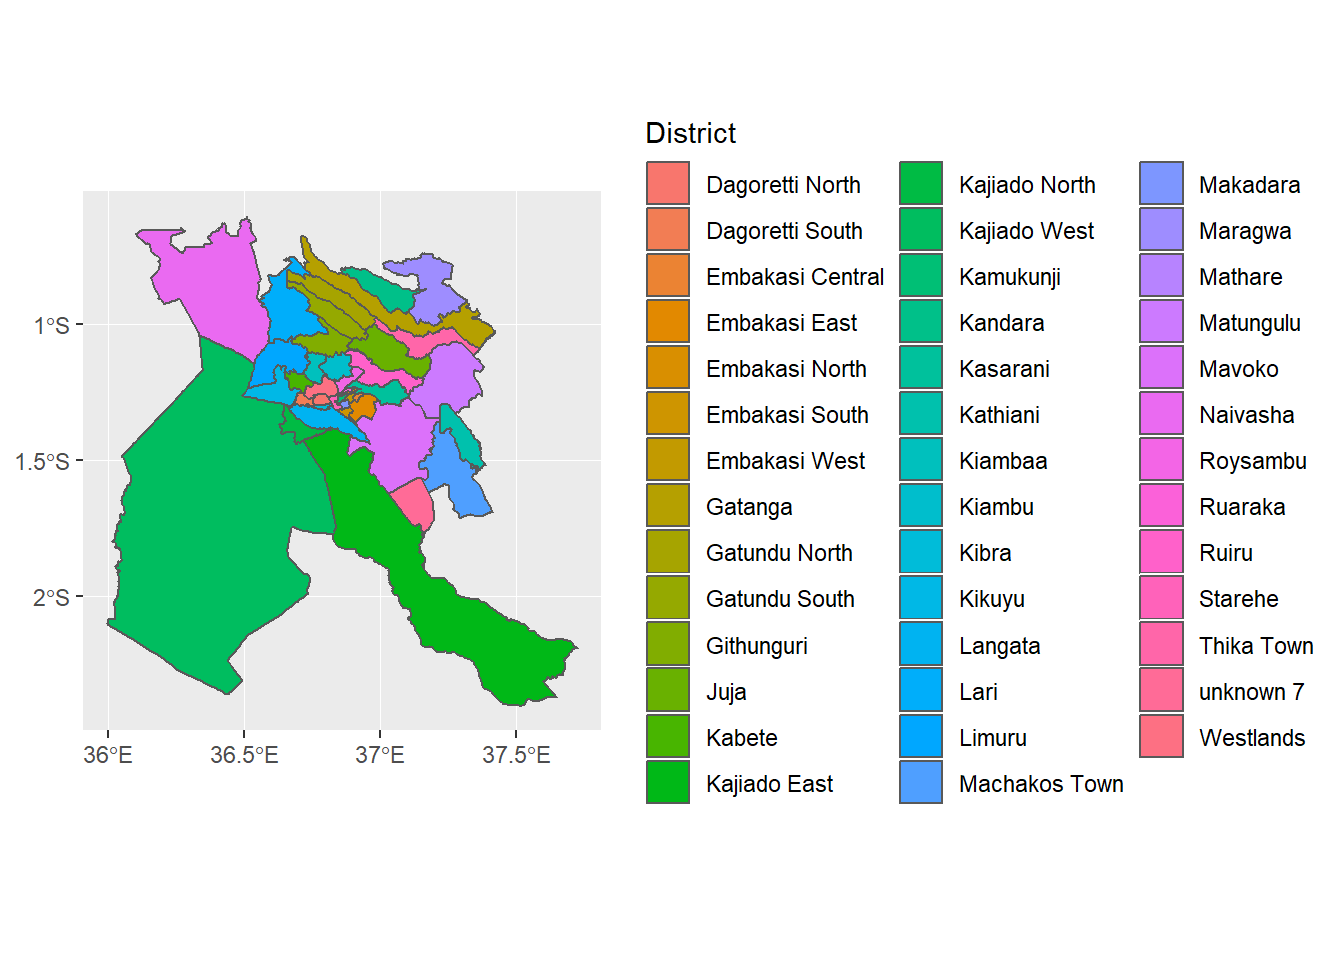 District
Dagoretti North
Dagoretti South
Embakasi Central
Embakasi East
Embakasi North
Embakasi South
Embakasi West
Gatanga
Gatundu North
Gatundu South
Githunguri
Juja
Kabete
Kajiado East
Kajiado North
Kajiado West
Kamukunji
Kandara
Kasarani
Kathiani
Kiambaa
Kiambu
Kibra
Kikuyu
Langata
Lari
Limuru
Machakos Town
Makadara
Maragwa
Mathare
Matungulu
Mavoko
Naivasha
Roysambu
Ruaraka
Ruiru
Starehe
Thika Town
unknown 7
Westlands
1°S
1.5°S
2°S
36°E 36.5°E 37°E 37.5°E